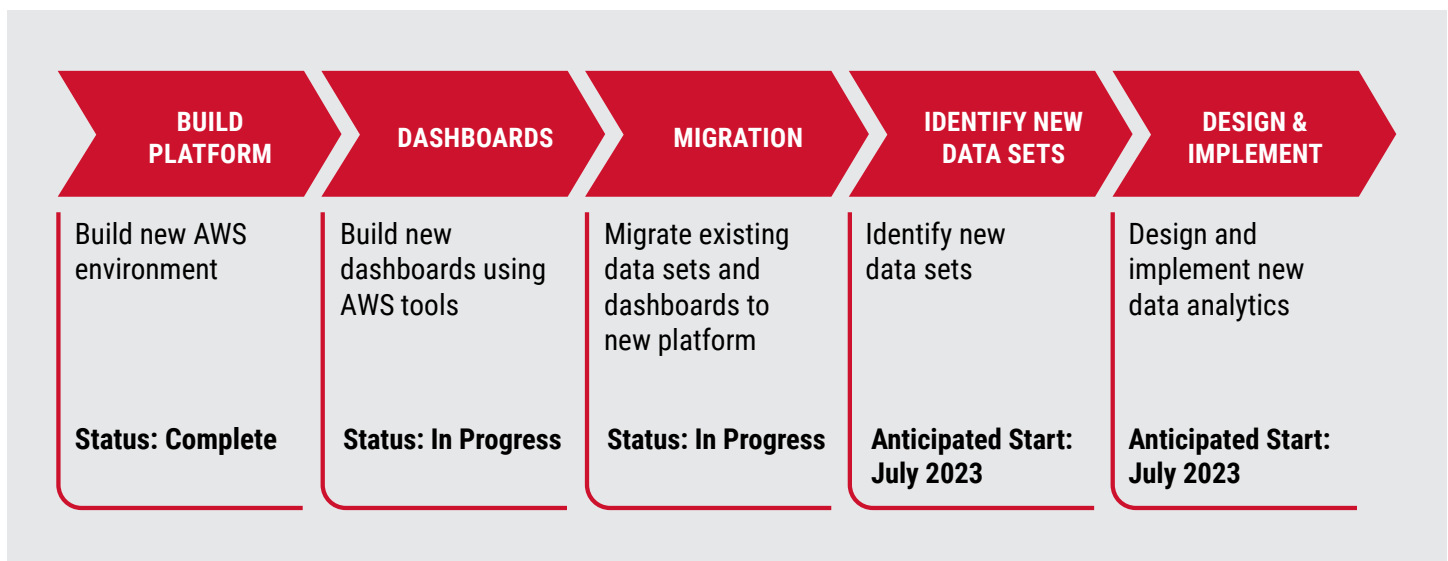 BUILD
PLATFORM
DASHBOARDS
MIGRATION
IDENTIFY NEW
DATA SETS
DESIGN &
IMPLEMENT
Build new AWS
environment
Status: Complete
Build new
dashboards using
AWS tools
Status: In Progress
Migrate existing
data sets and
dashboards to
new platform
Status: In Progress
Identify new
data sets
Anticipated Start:
July 2023
Design and
implement new
data analytics
Anticipated Start:
July 2023